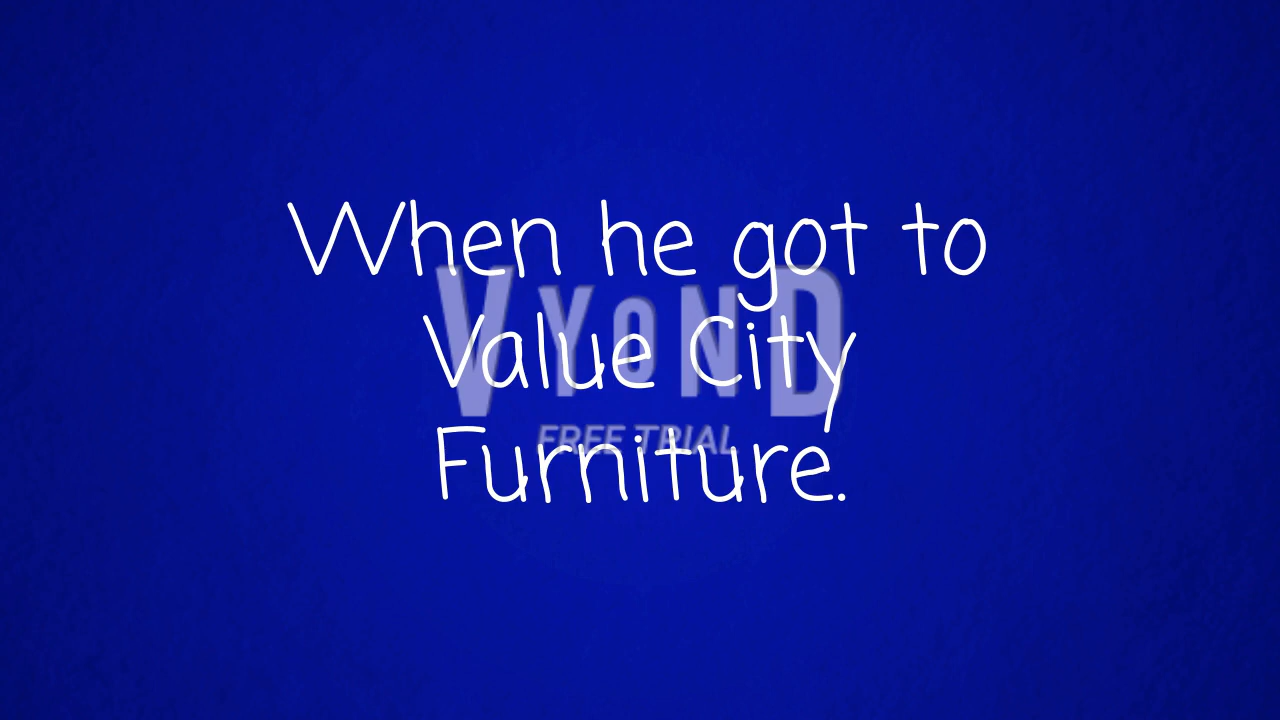 When he got to
Value City
Furniture.
VYOND
FREE TRIAL